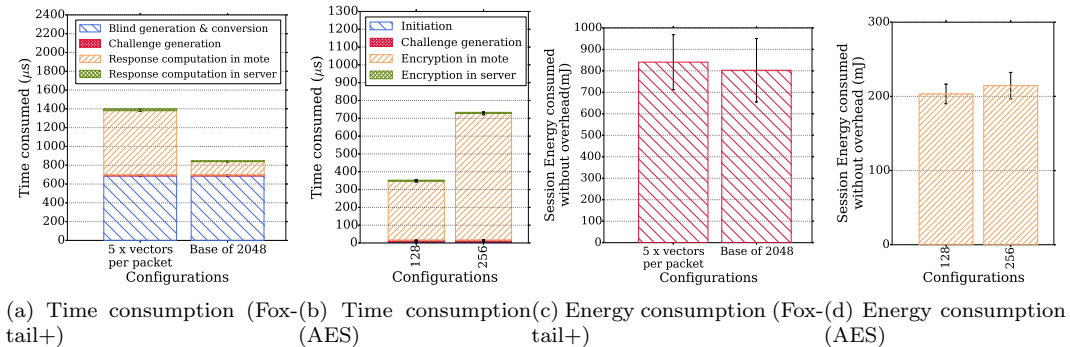 2400
2200
2000
1800
1600
1400
1200
1000
800
600
400
200
0
Time consumed (μs)
Blind generation & conversion
Challenge generation
Response computation in mote
Response computation in server
5 x vectors
per packet
Base of 2048
Configurations
1300
1200
1100
1000
900
800
700
600
500
400
300
200
100
0
Time consumed (μs)
Initiation
Challenge generation
Encryption in mote
Encryption in server
128
256
Configurations
1000
900
800
700
600
500
400
300
200
100
0
Session Energy consumed
without overhead(mJ)
5 x vectors
per packet
Base of 2048
Configurations
300
200
100
0
Session Energy consumed
without overhead (mJ)
128
256
Configurations
(a) Time consumption (Fox-
tail+)
(b) Time consumption
(AES)
(c) Energy consumption (Fox-
tail+)
(d) Energy consumption
(AES)